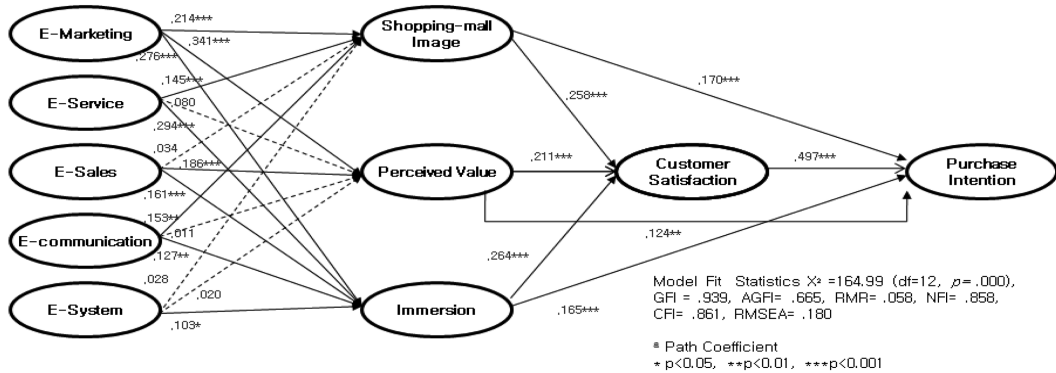 E-Marketing
E-Service
E-Sales
E-communication
E-System
.214***
.341***
.276***
.145***
.080
.294***
.034
.186***
.161***
.153**
.011
.127**
.028
.020
.103*
Shopping-mall
Image
Perceived Value
Immersion
.258***
.211***
.264***
Customer
Satisfaction
.170***
.497***
.124**
.165***
Purchase
Intention
Model Fit Statistics X² =164.99 (df=12, p= .000),
GFI = .939, AGFI= .665, RMR= .058, NFI= .858,
CFI= .861, RMSEA= .180
ª Path Coefficient
* p<0.05, **p<0.01, ***p<0.001